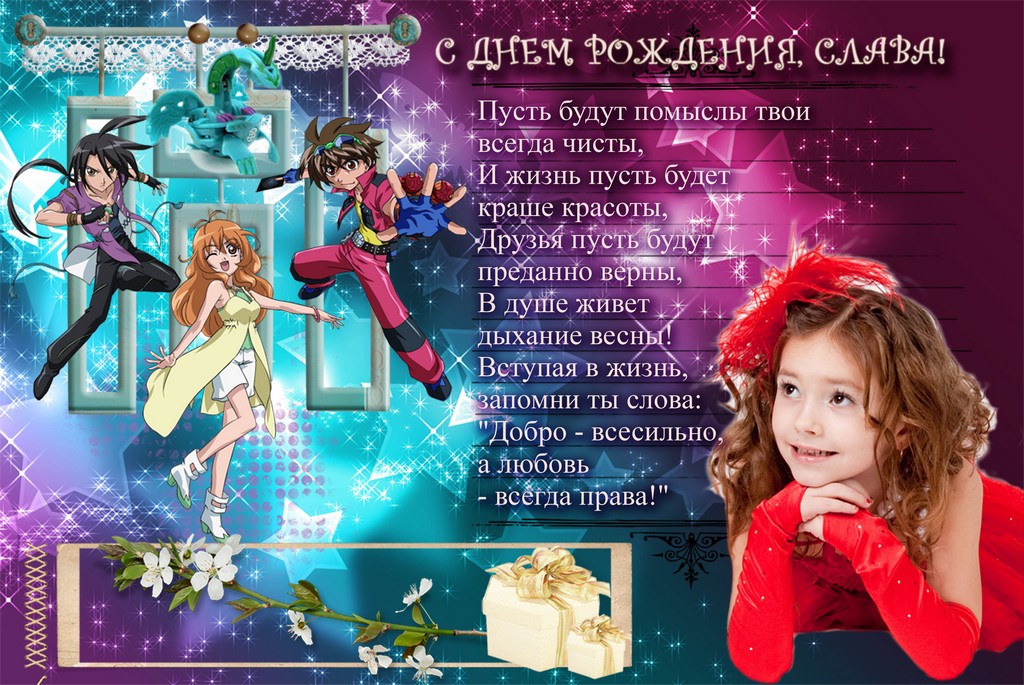 С ДНЕМ РОЖДЕНИЯ, СЛАВА!
Пусть будут помыслы твои
всегда чисты,
И жизнь пусть будет
краше красоты,
Друзья пусть будут
преданно верны,
В душе живет
дыхание весны!
Вступая в жизнь,
запомни ты слова:
"Добро - всесильно,
а любовь
- всегда права!"